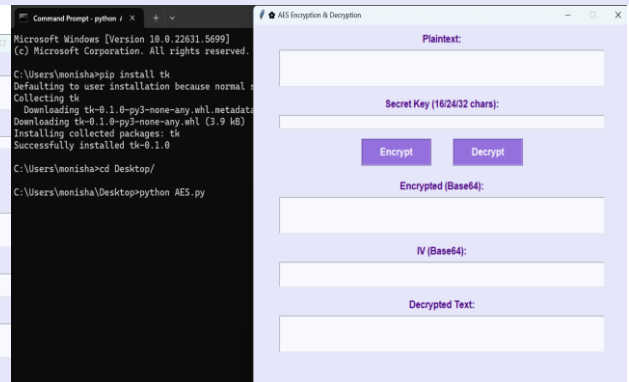 Command Prompt - python  A
Microsoft Windows [Version 10.0.22631.5699]
(c) Microsoft Corporation. All rights reserved.
C:\Users\monisha>pip install tk
Defaulting to user installation because normal s
Collecting tk
Downloading tk-0.1.0-py3-none-any.whl.metadata
Downloading tk-0.1.0-py3-none-any.whl (3.9 kB)
Installing collected packages: tk
Successfully installed tk-0.1.0
C:\Users\monisha>cd Desktop/
C:\Users\monisha\Desktop>python AES.py
AES Encryption & Decryption
Plaintext:
Secret Key (16/24/32 chars):
Encrypt Decrypt
Encrypted (Base64):
IV (Base64):
Decrypted Text: